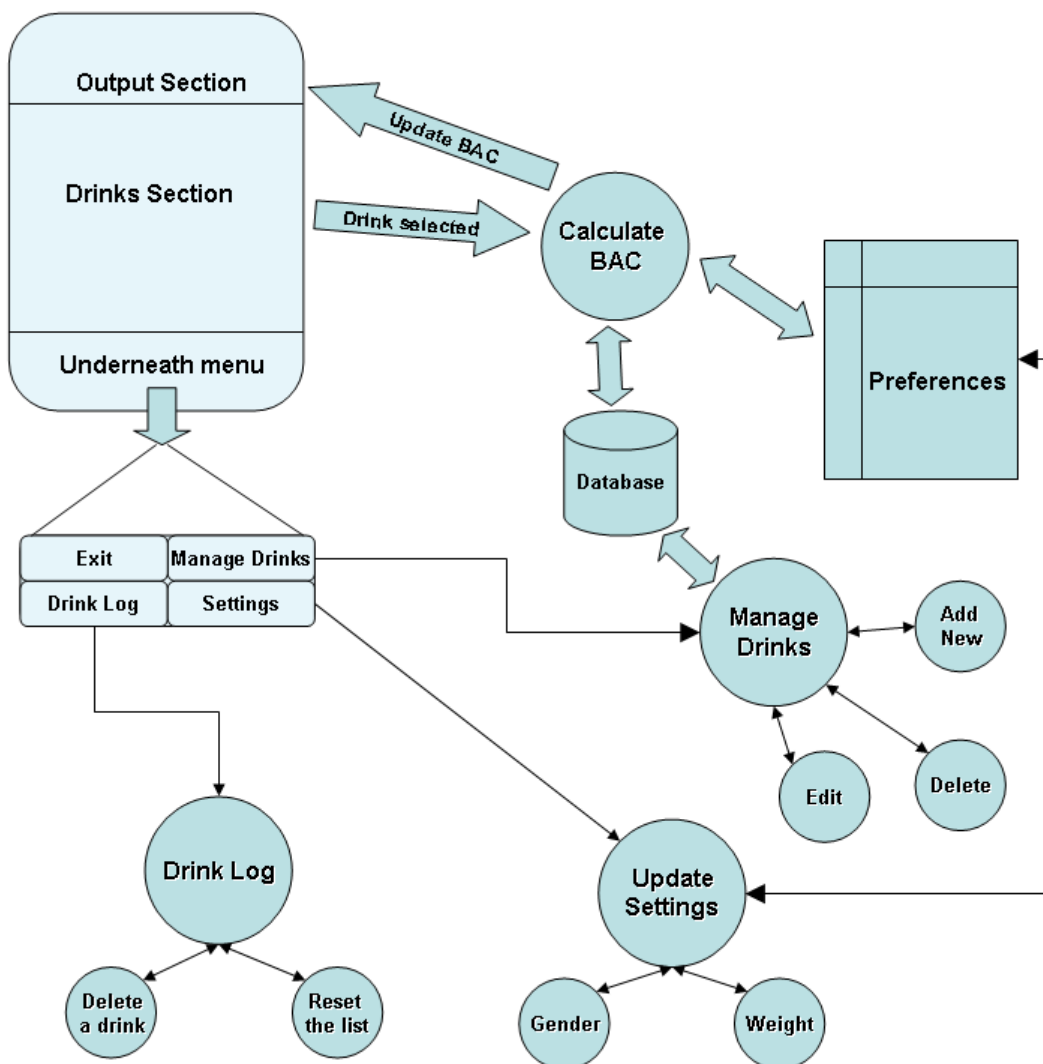 Output Section
Update BAC
Drinks Section
Drink selected
Calculate
BAC
Underneath menu
Preferences
Database
Exit
Manage Drinks
Drink Log
Settings
Manage
Drinks
Add
New
Edit
Delete
Drink Log
Update
Settings
Delete
a drink
Reset
the list
Gender
Weight